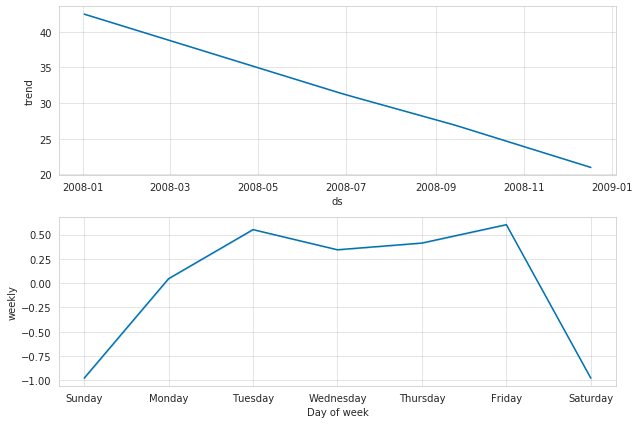 40
35
30
25
20
trend
2008-01 2008-03 2008-05 2008-07 2008-09 2008-11 2009-01
ds
0.50
0.25
0.00
−0.25
−0.50
−0.75
−1.00
weekly
Sunday Monday Tuesday Wednesday Thursday Friday Saturday
Day of week